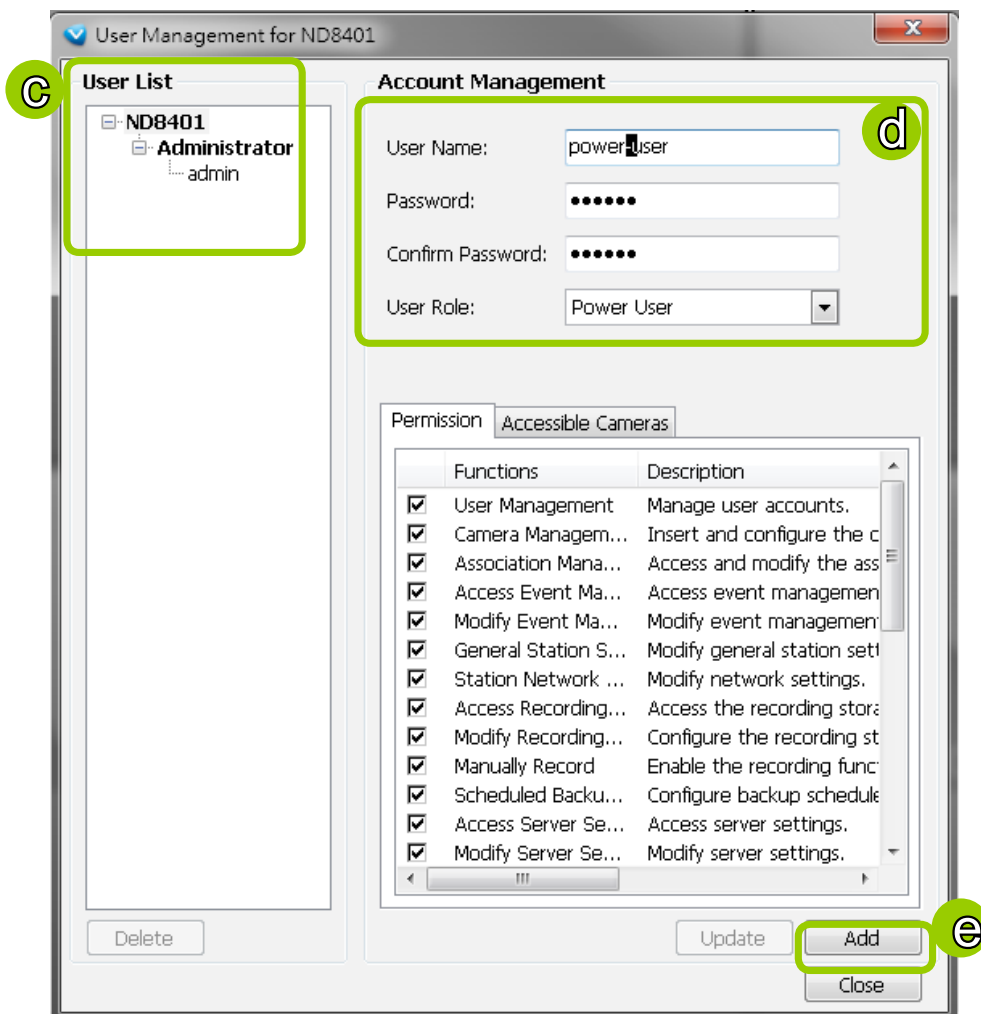 User Management for ND8401
c
User List
ND8401
Administrator
admin
Account Management
d
User Name: power-user
Password: ••••••
Confirm Password: ••••••
User Role: Power User
Permission Accessible Cameras
Functions Description
User Management Manage user accounts.
Camera Managem... Insert and configure the c
Association Mana... Access and modify the ass
Access Event Ma... Access event managemen
Modify Event Ma... Modify event management
General Station S... Modify general station sett
Station Network ... Modify network settings.
Access Recording... Access the recording stora
Modify Recording... Configure the recording st
Manually Record Enable the recording func
Scheduled Backu... Configure backup schedule
Access Server Se... Access server settings.
Modify Server Se... Modify server settings.
Delete Update Add e
Close